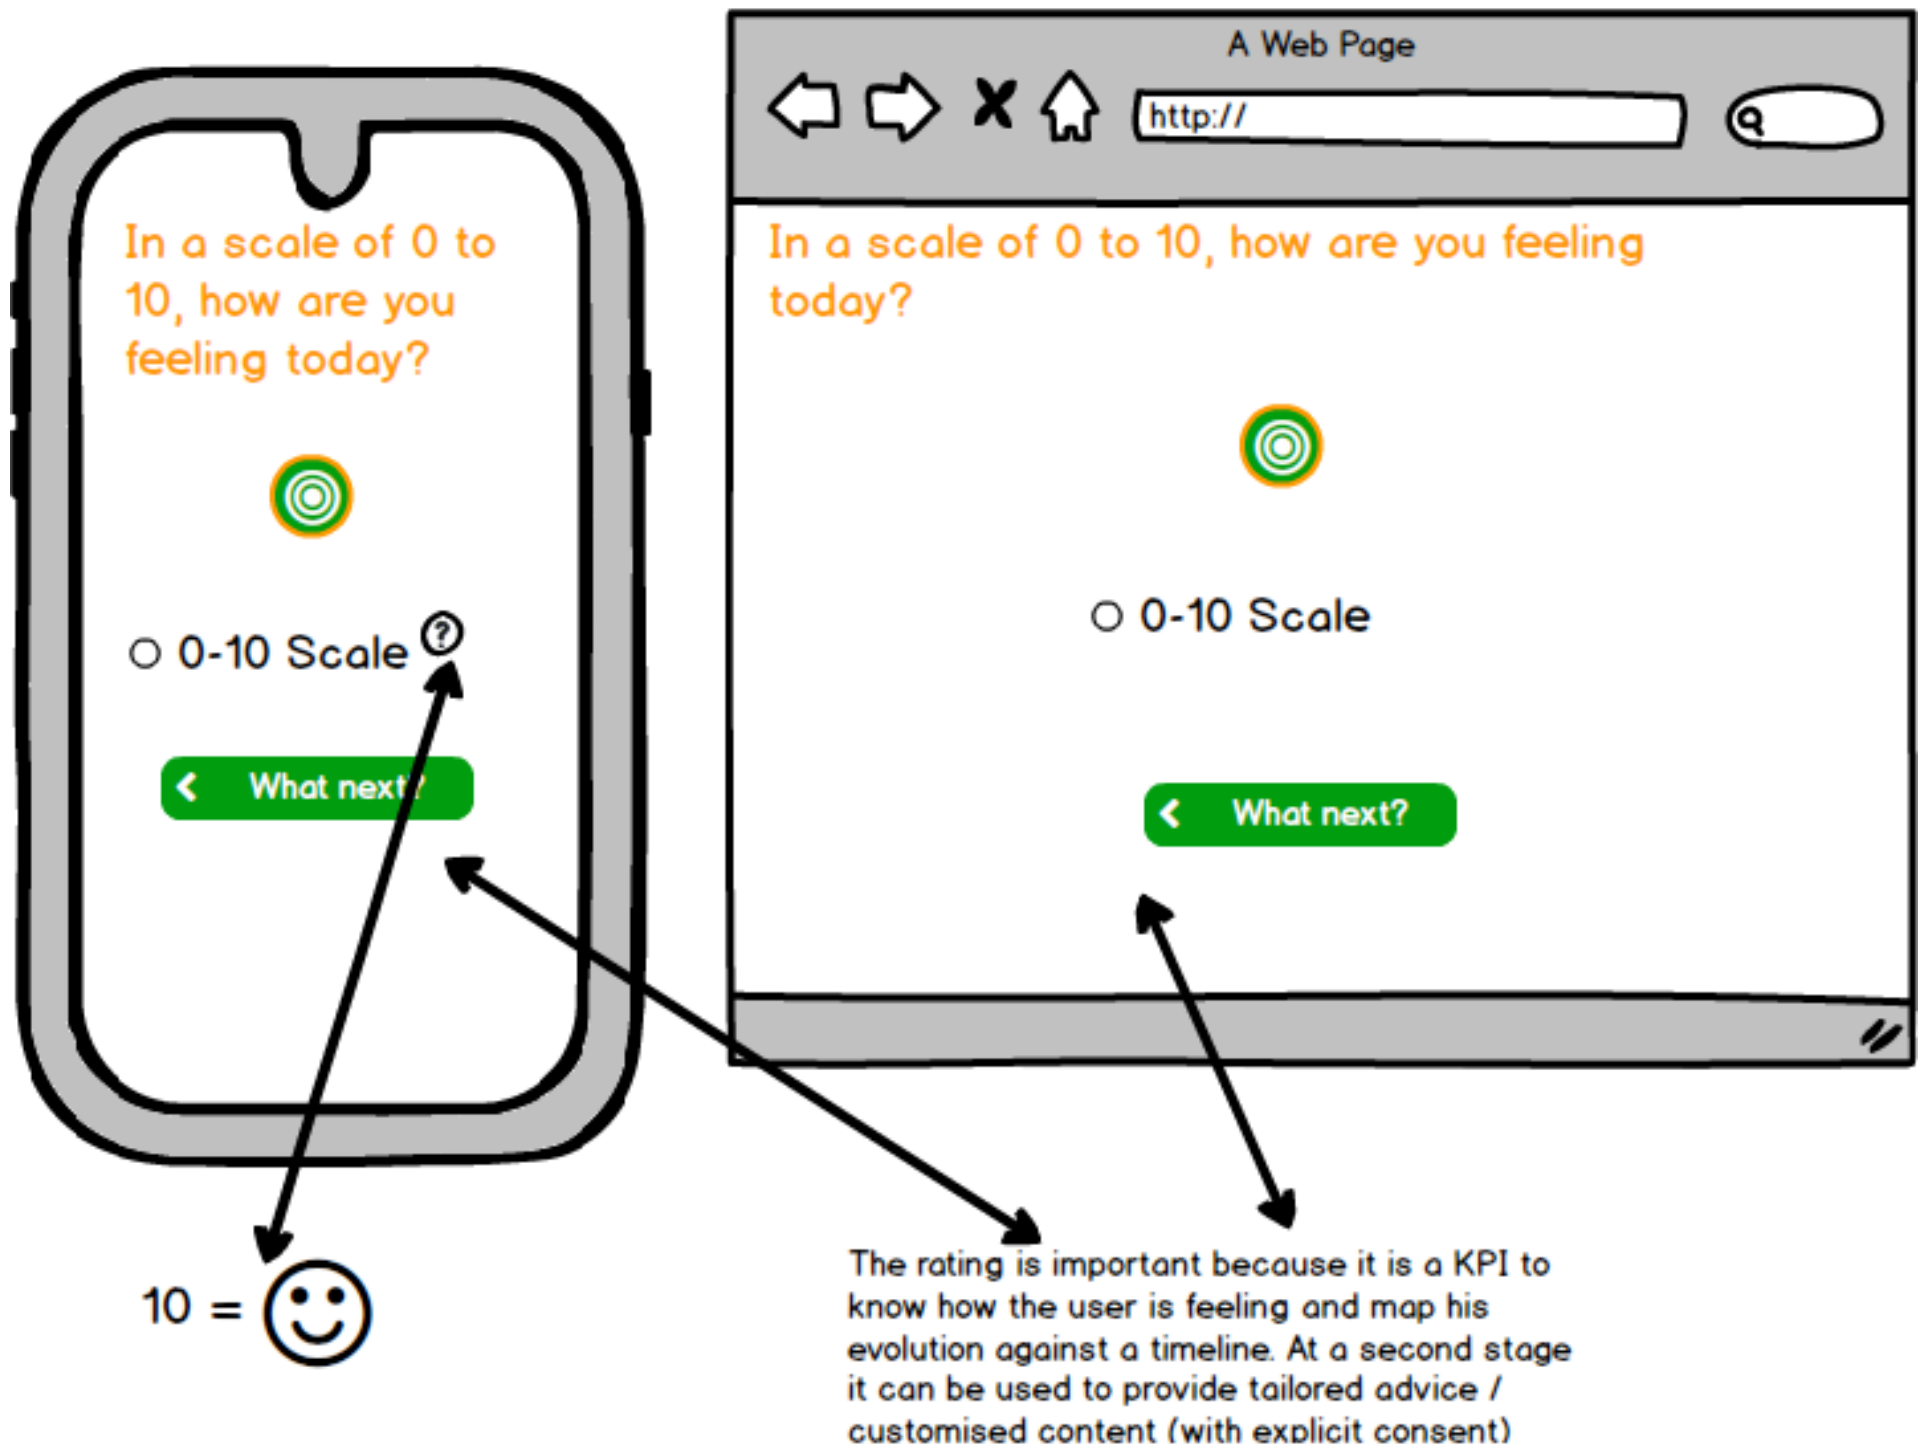 In a scale of 0 to
10, how are you
feeling today?
0-10 Scale ?
What next?
10 =
A Web Page
http://
In a scale of 0 to 10, how are you feeling
today?
0-10 Scale
What next?
The rating is important because it is a KPI to
know how the user is feeling and map his
evolution against a timeline. At a second stage
it can be used to provide tailored advice /
customised content (with explicit consent)